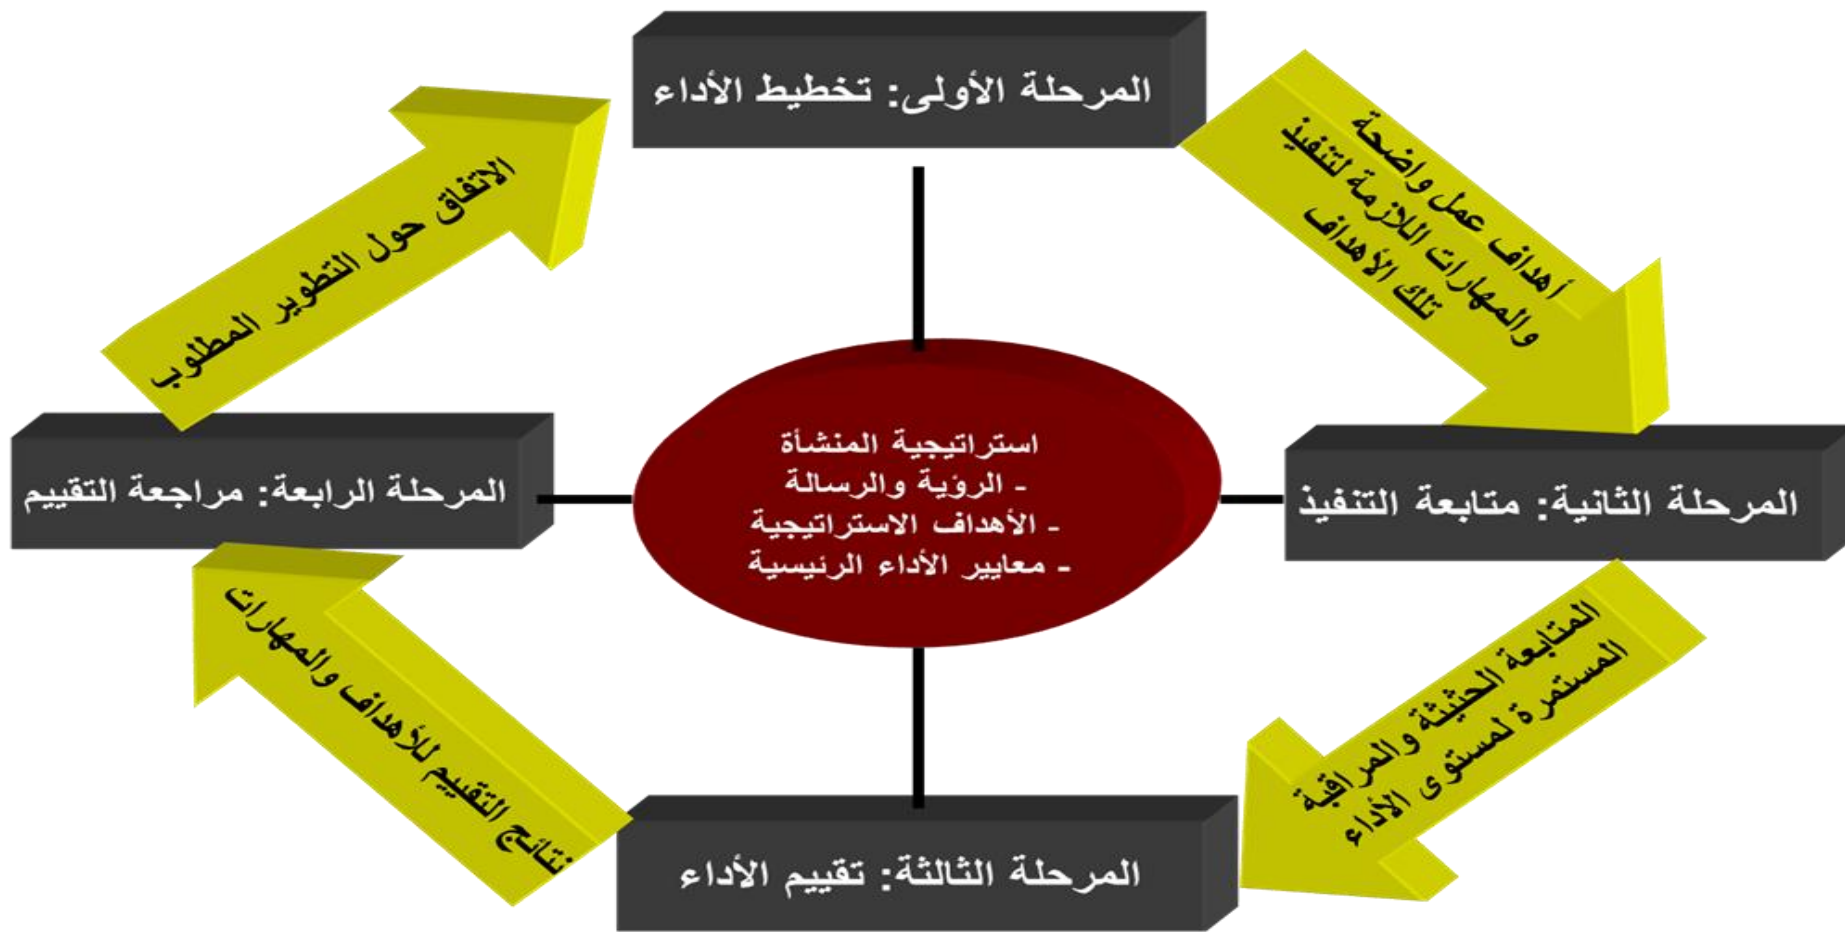 المرحلة الأولى: تخطيط الأداء
أهداف عمل واضحة
والمهارات اللازمة لتنفيذ
تلك الأهداف
المرحلة الثانية: متابعة التنفيذ
المتابعة الحثيثة والمراقبة
المستمرة لمستوى الأداء
المرحلة الثالثة: تقييم الأداء
نتائج التقييم للأهداف والمهارات
المرحلة الرابعة: مراجعة التقييم
الاتفاق حول التطوير المطلوبر
استراتيجية المنشأة
- الرؤية والرسالة
- الأهداف الاستراتيجية
- معايير الأداء الرئيسية